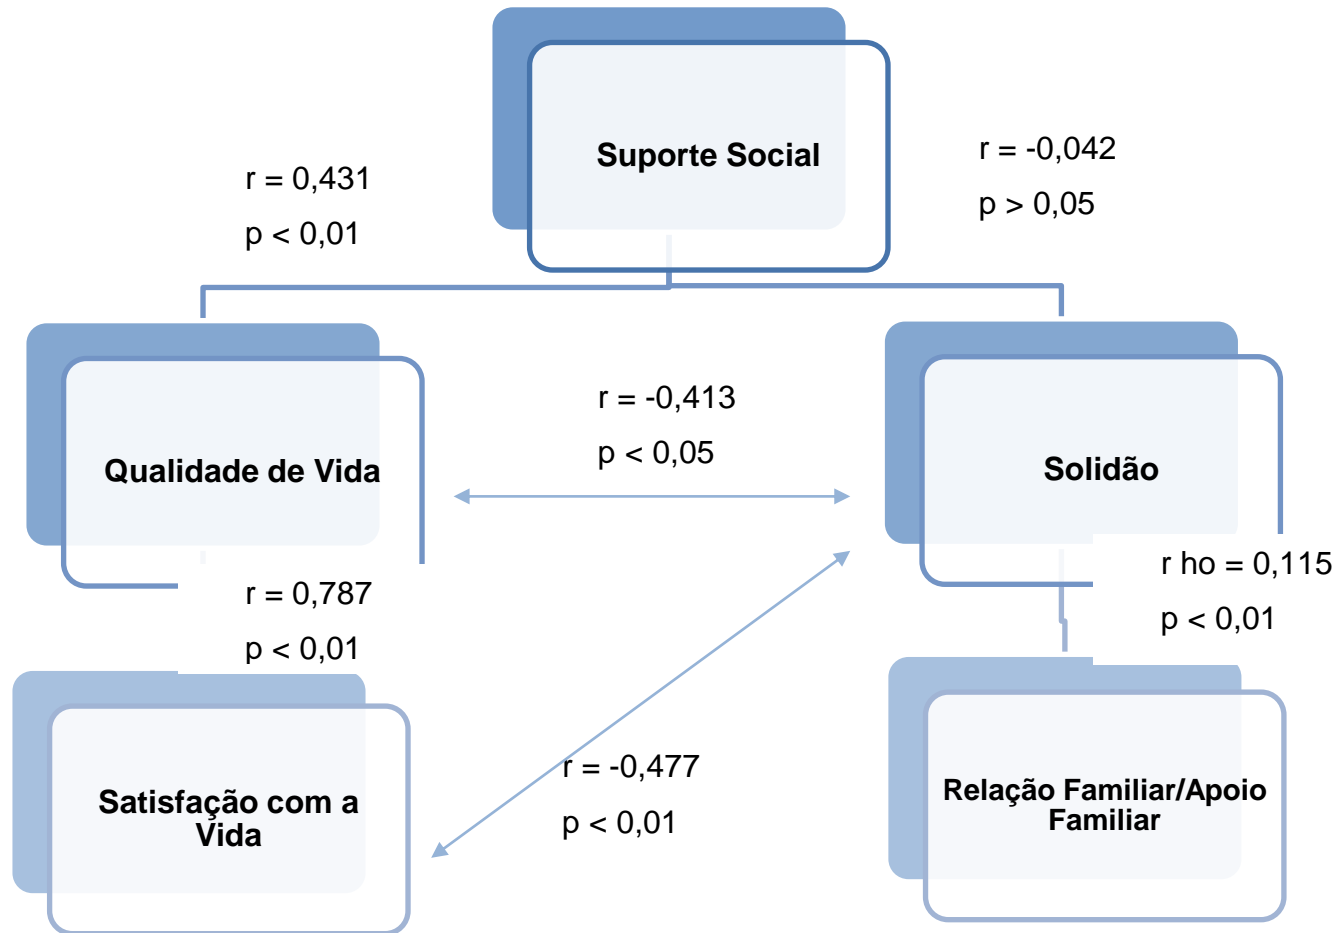 Suporte Social
r = 0,431
p < 0,01
r = -0,042
p > 0,05
Qualidade de Vida
r = -0,413
p < 0,05
Solidão
r = 0,787
p < 0,01
r ho = 0,115
p < 0,01
Satisfação com a
Vida
r = -0,477
p < 0,01
Relação Familiar/Apoio
Familiar